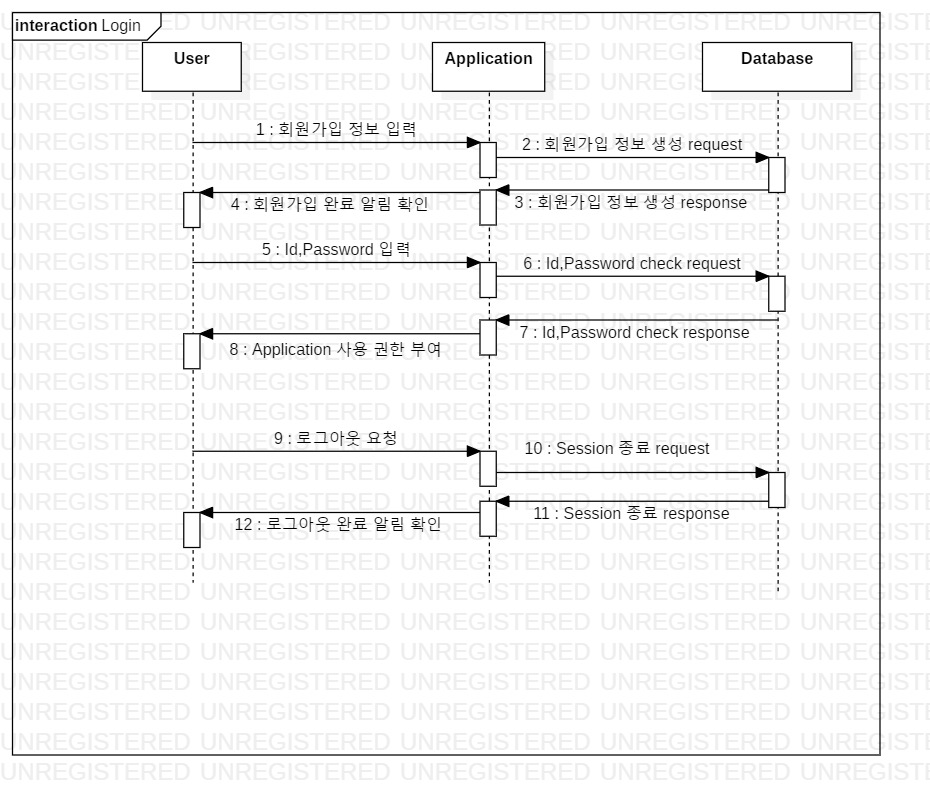 interaction Login
User
Application
Database
1 : 회원가입 정보 입력
2 : 회원가입 정보 생성 request
3 : 회원가입 정보 생성 response
4 : 회원가입 완료 알림 확인
5 : Id,Password 입력
6 : Id,Password check request
7 : Id,Password check response
8 : Application 사용 권한 부여
9 : 로그아웃 요청
10 : Session 종료 request
11 : Session 종료 response
12 : 로그아웃 완료 알림 확인
UNREGISTERED